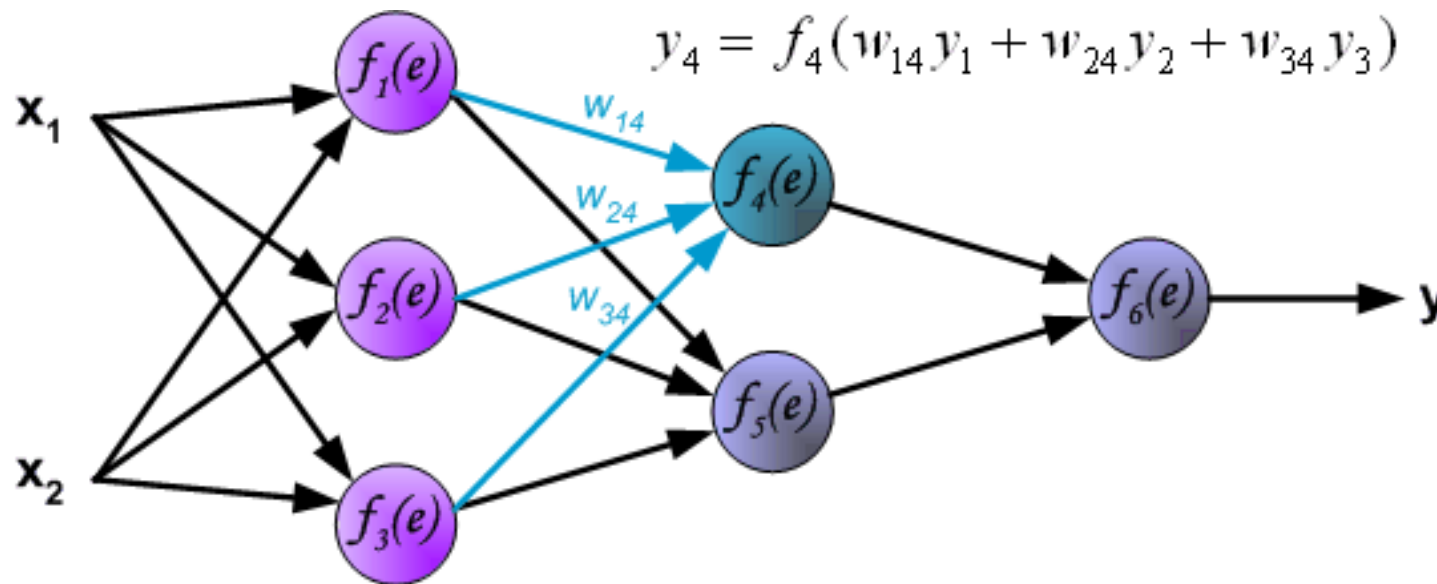 y₄ = f₄(w₁₄y₁ + w₂₄y₂ + w₃₄y₃)
f₁(e)
x₁
w₁₄
f₄(e)
w₂₄
f₂(e)
w₃₄
f₆(e)
y
f₅(e)
x₂
f₃(e)